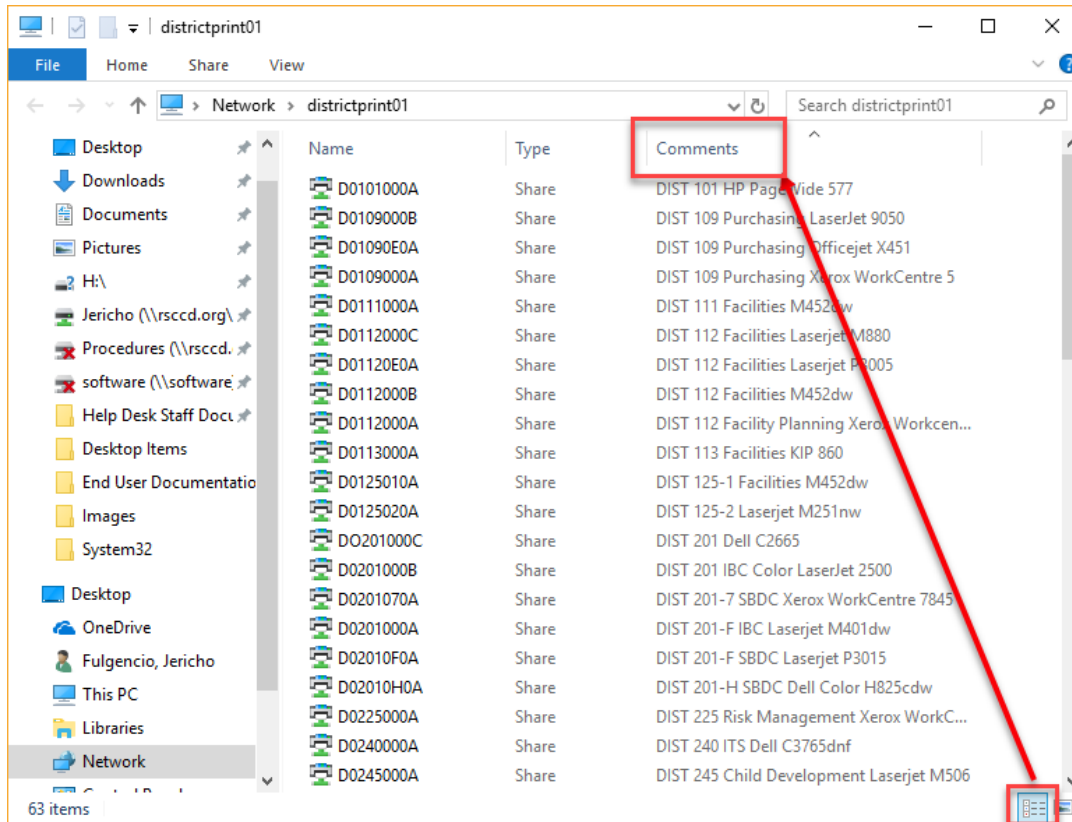 districtprint01
File Home Share View
Network > districtprint01 Search districtprint01
Desktop
Downloads
Documents
Pictures
H:\
Jericho (\\rsccd.org\
Procedures (\\rsccd.
software (\\software
Help Desk Staff Docu
Desktop Items
End User Documentatio
Images
System32
Desktop
OneDrive
Fulgencio, Jericho
This PC
Libraries
Network
Name Type Comments
D0101000A Share DIST 101 HP PageWide 577
D0109000B Share DIST 109 Purchasing LaserJet 9050
D01090E0A Share DIST 109 Purchasing Officejet X451
D0109000A Share DIST 109 Purchasing Xerox WorkCentre 5
D0111000A Share DIST 111 Facilities M452dw
D0112000C Share DIST 112 Facilities Laserjet M880
D01120E0A Share DIST 112 Facilities Laserjet P3005
D0112000B Share DIST 112 Facilities M452dw
D0112000A Share DIST 112 Facility Planning Xerox Workcen...
D0113000A Share DIST 113 Facilities KIP 860
D0125010A Share DIST 125-1 Facilities M452dw
D0125020A Share DIST 125-2 Laserjet M251nw
DO201000C Share DIST 201 Dell C2665
D0201000B Share DIST 201 IBC Color LaserJet 2500
D0201070A Share DIST 201-7 SBDC Xerox WorkCentre 7845
D0201000A Share DIST 201-F IBC Laserjet M401dw
D02010F0A Share DIST 201-F SBDC Laserjet P3015
D02010H0A Share DIST 201-H SBDC Dell Color H825cdw
D0225000A Share DIST 225 Risk Management Xerox WorkC...
D0240000A Share DIST 240 ITS Dell C3765dnf
D0245000A Share DIST 245 Child Development Laserjet M506
63 items